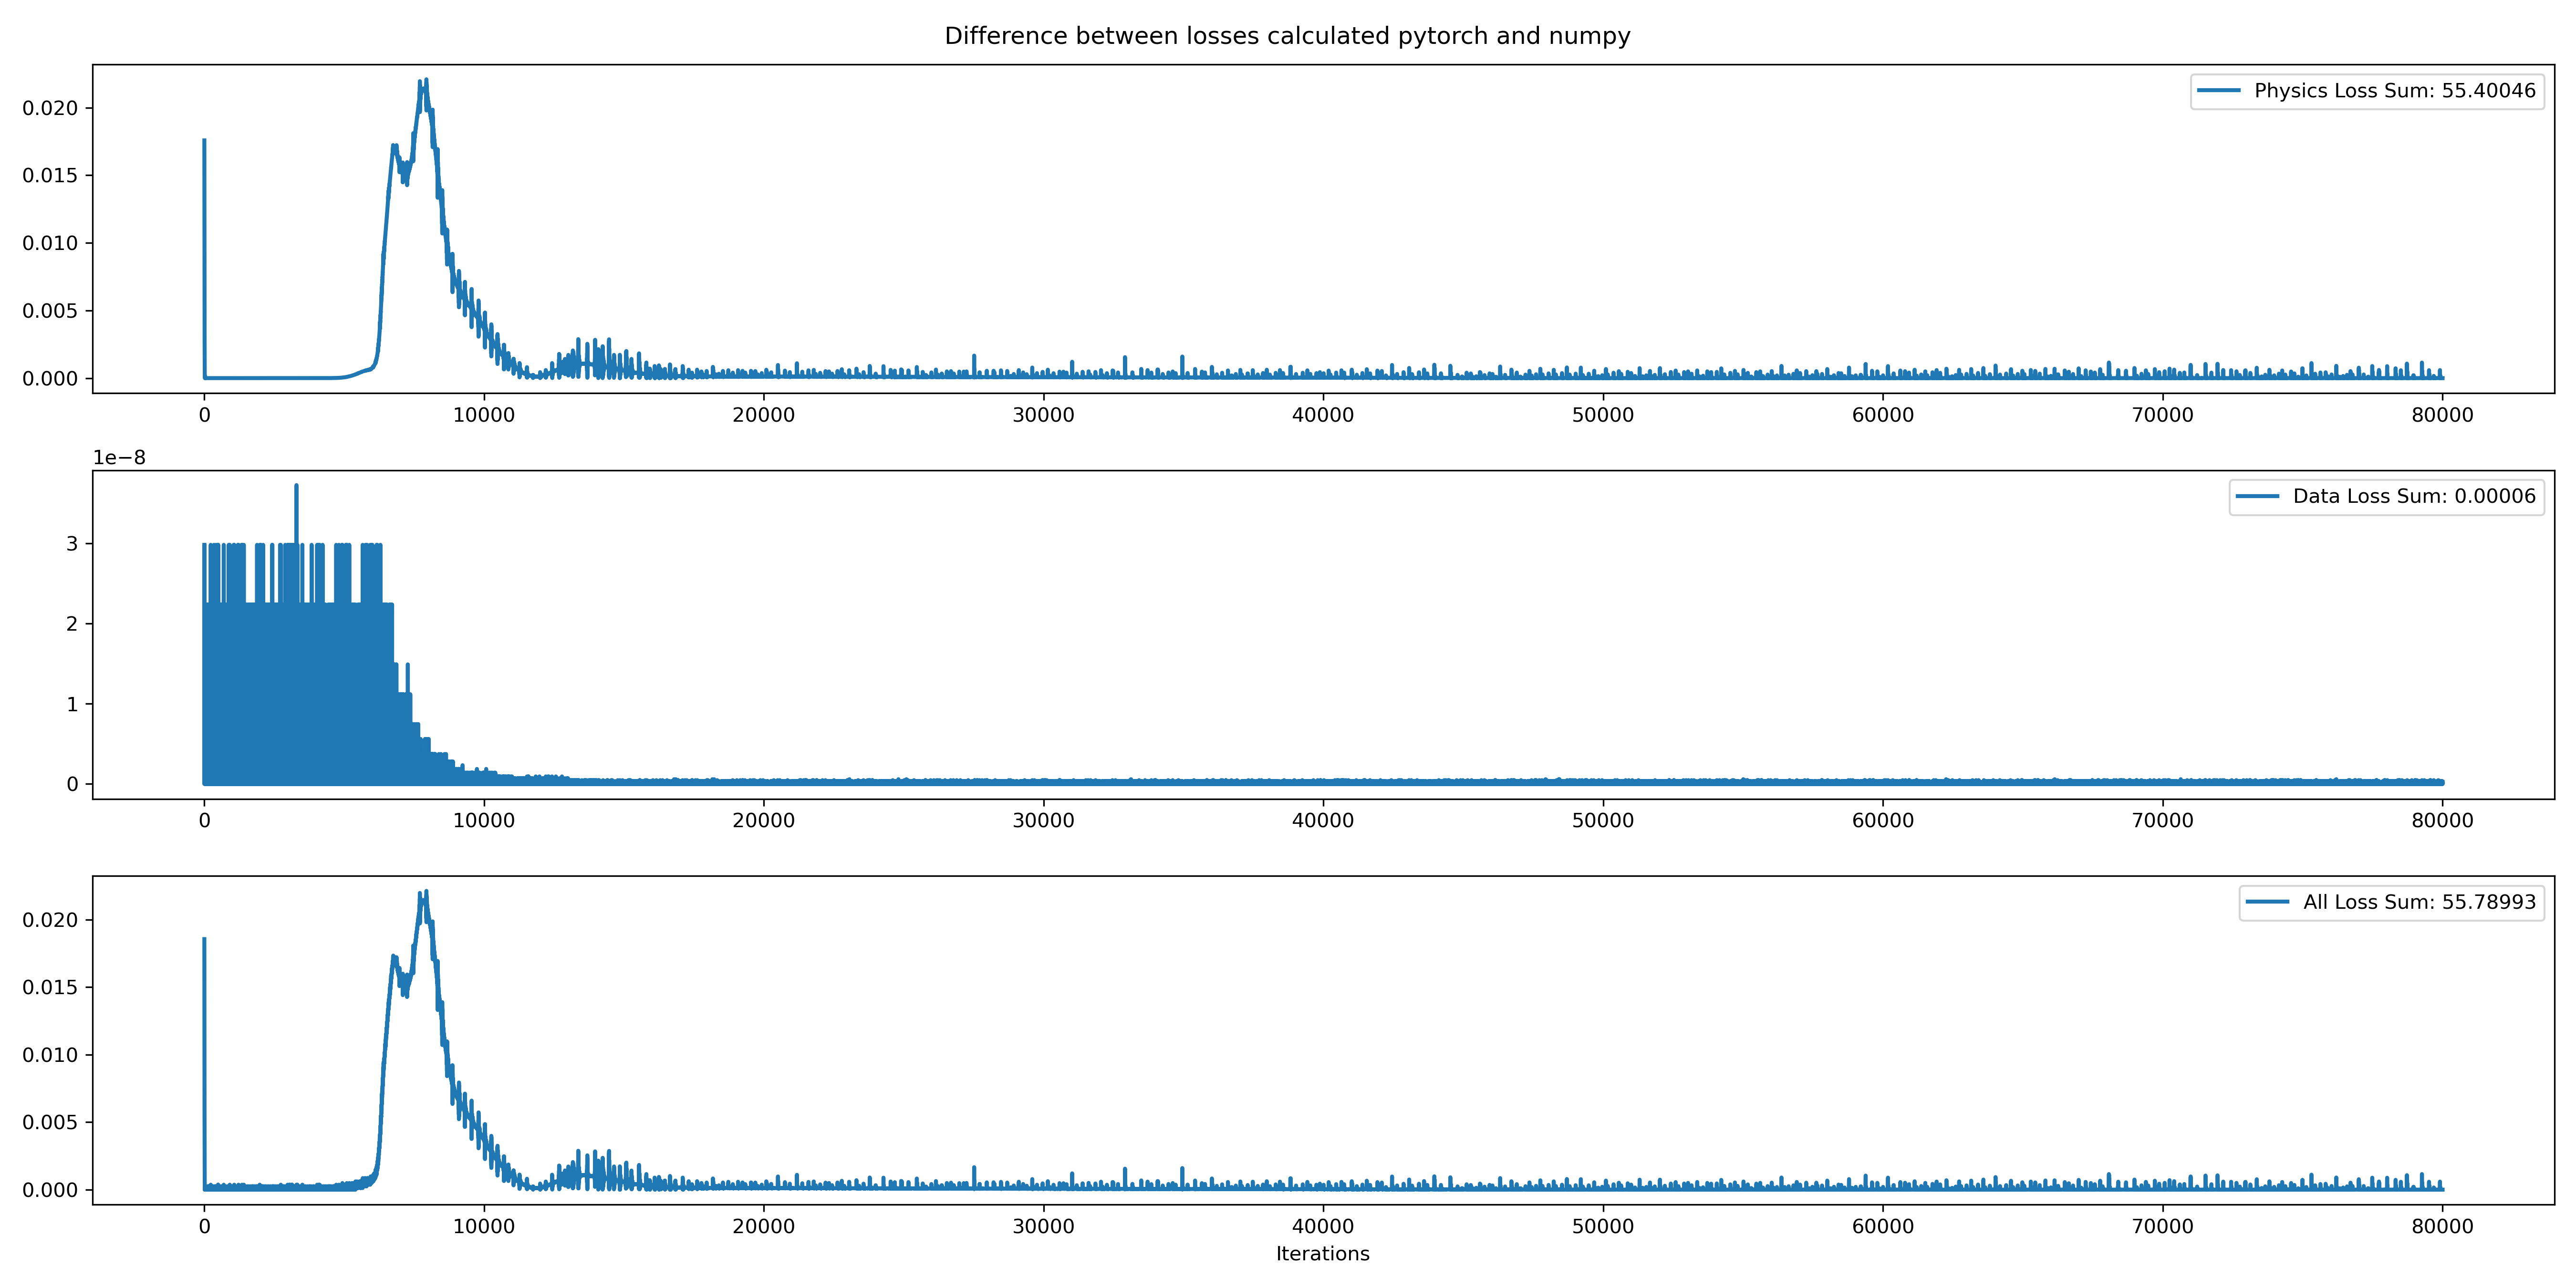 Difference between losses calculated pytorch and numpy
Physics Loss Sum: 55.40046
0.020
0.015
0.010
0.005
0.000
0 10000 20000 30000 40000 50000 60000 70000 80000
1e−8
Data Loss Sum: 0.00006
3
2
1
0
0 10000 20000 30000 40000 50000 60000 70000 80000
All Loss Sum: 55.78993
0.020
0.015
0.010
0.005
0.000
0 10000 20000 30000 40000 50000 60000 70000 80000
Iterations